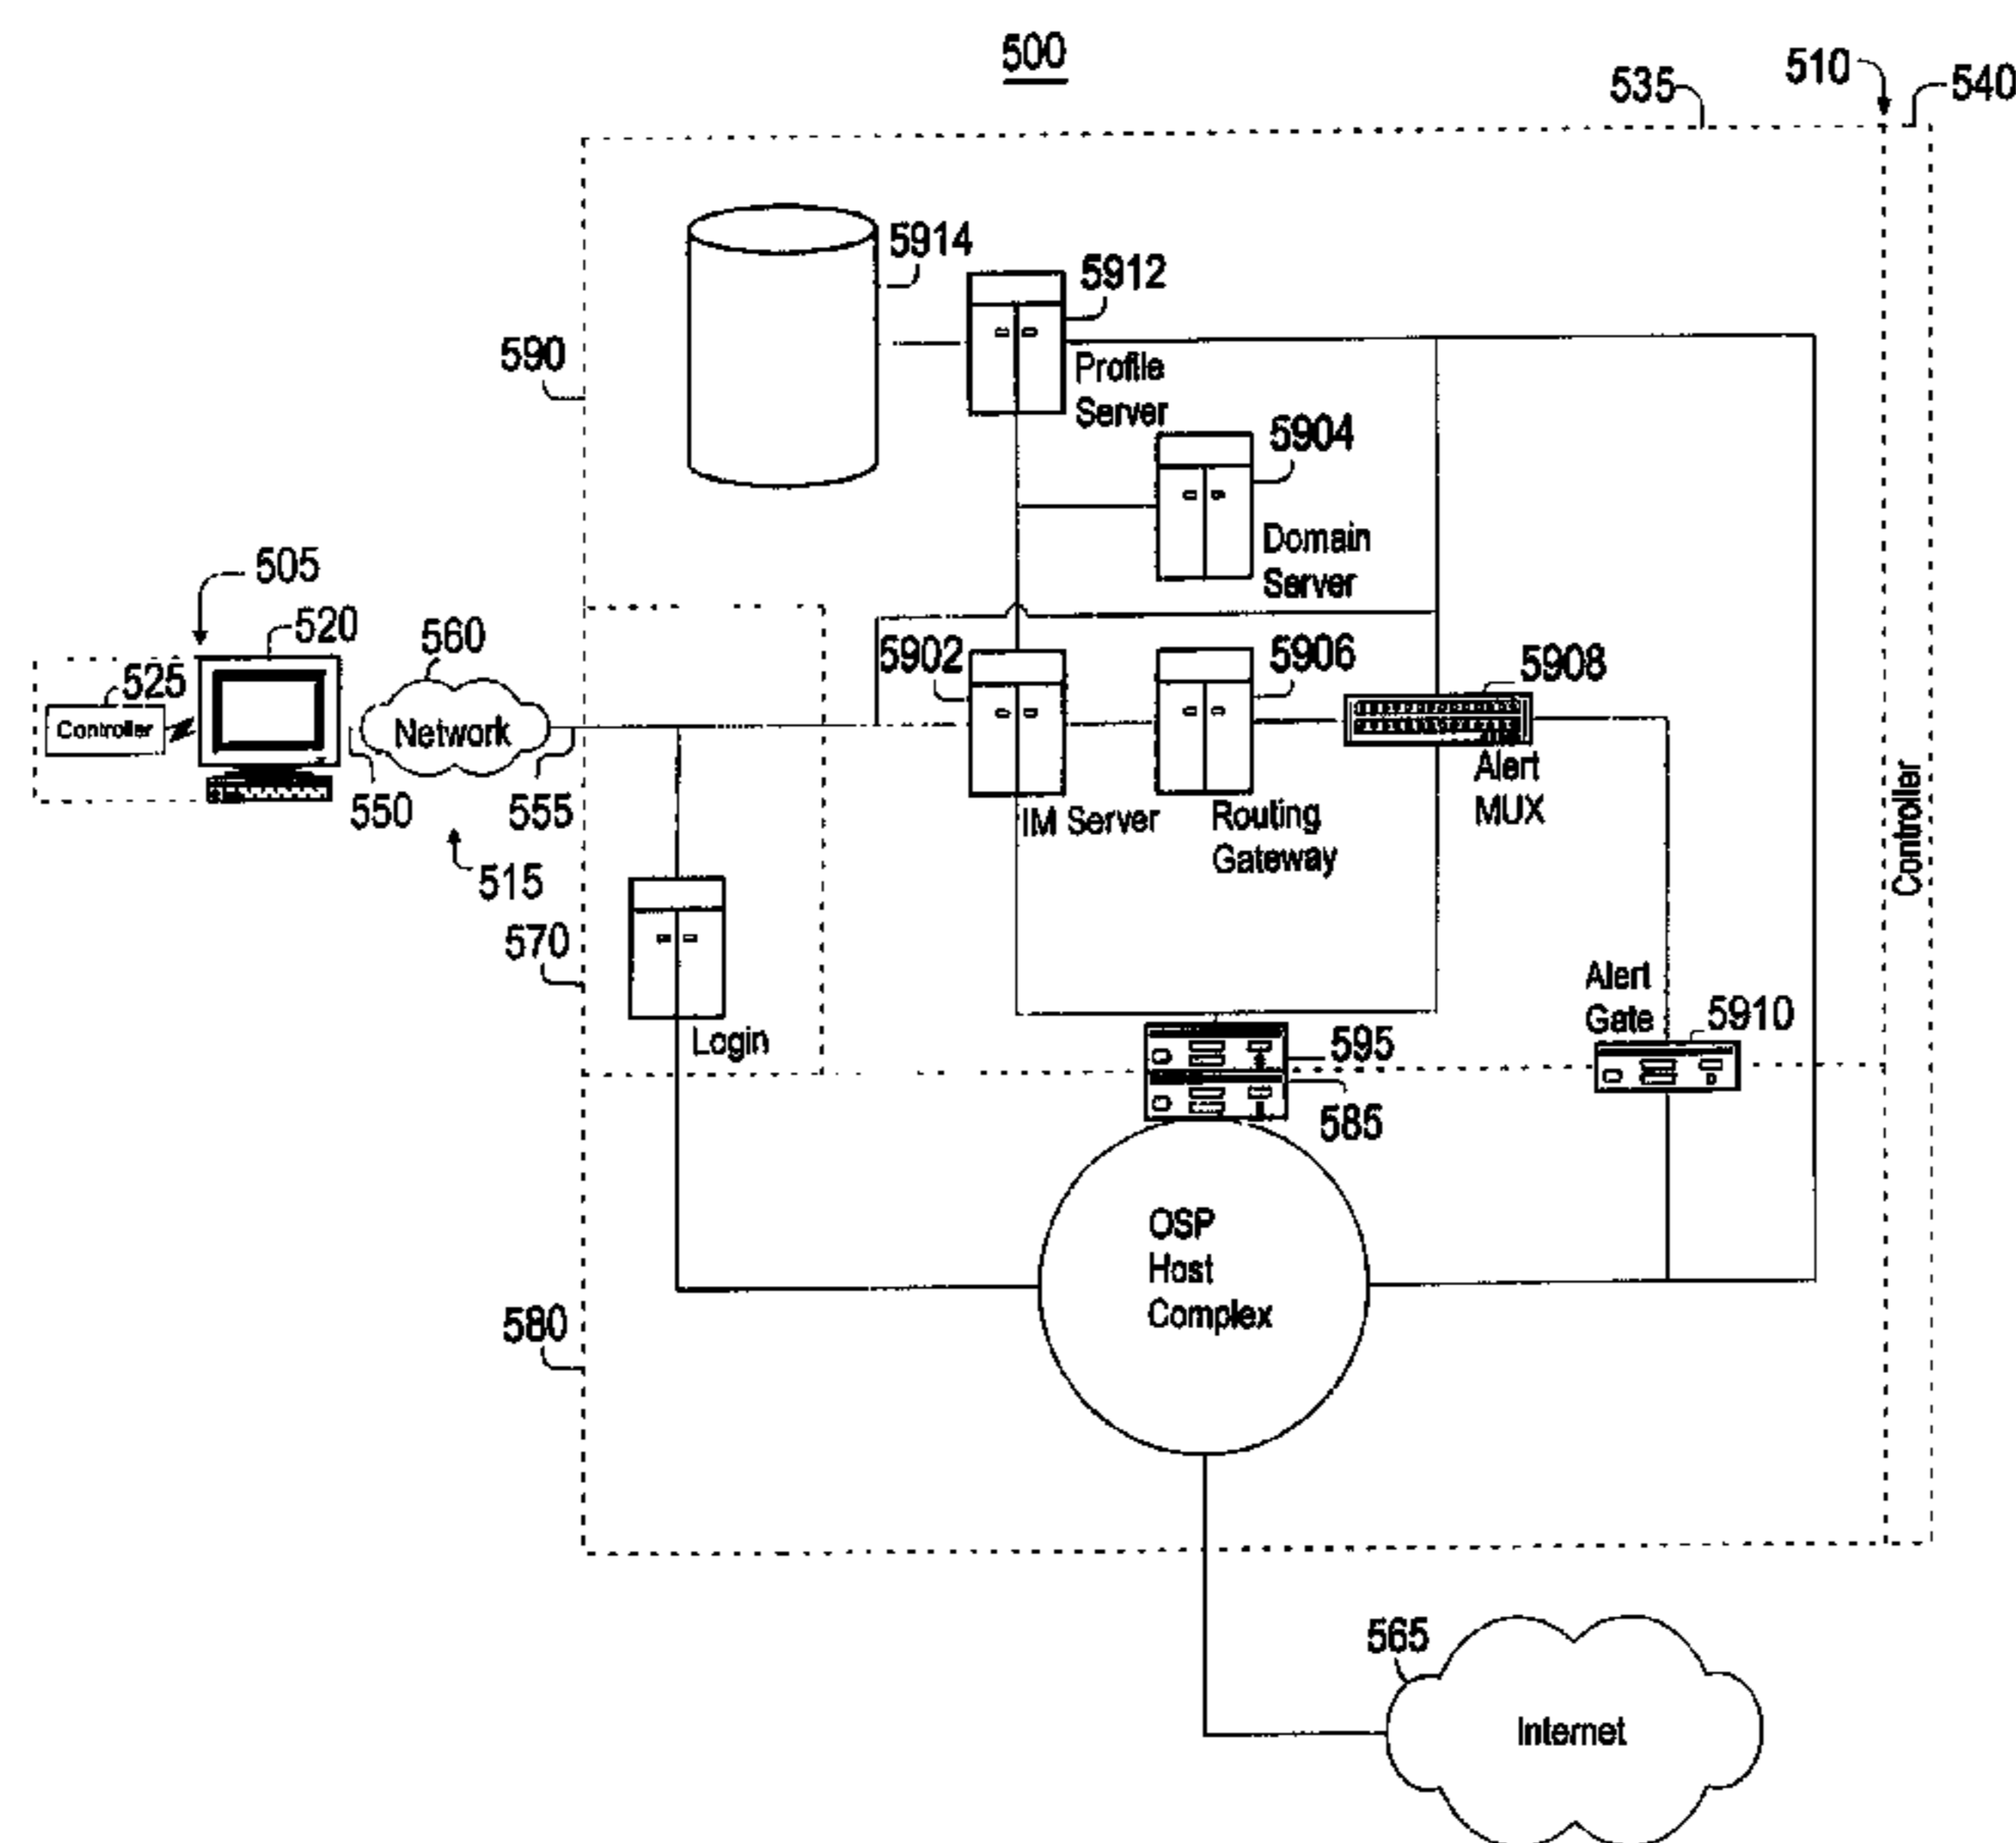 500
535
510
540
5914
5912
590
Profile
Server
5904
Domain
Server
505
520
560
525
Controller
Network
550
555
515
5902
5906
5908
IM Server
Routing
Gateway
Alert
MUX
Controller
570
Login
Alert
Gate
5910
595
585
OSP
Host
Complex
580
565
Internet